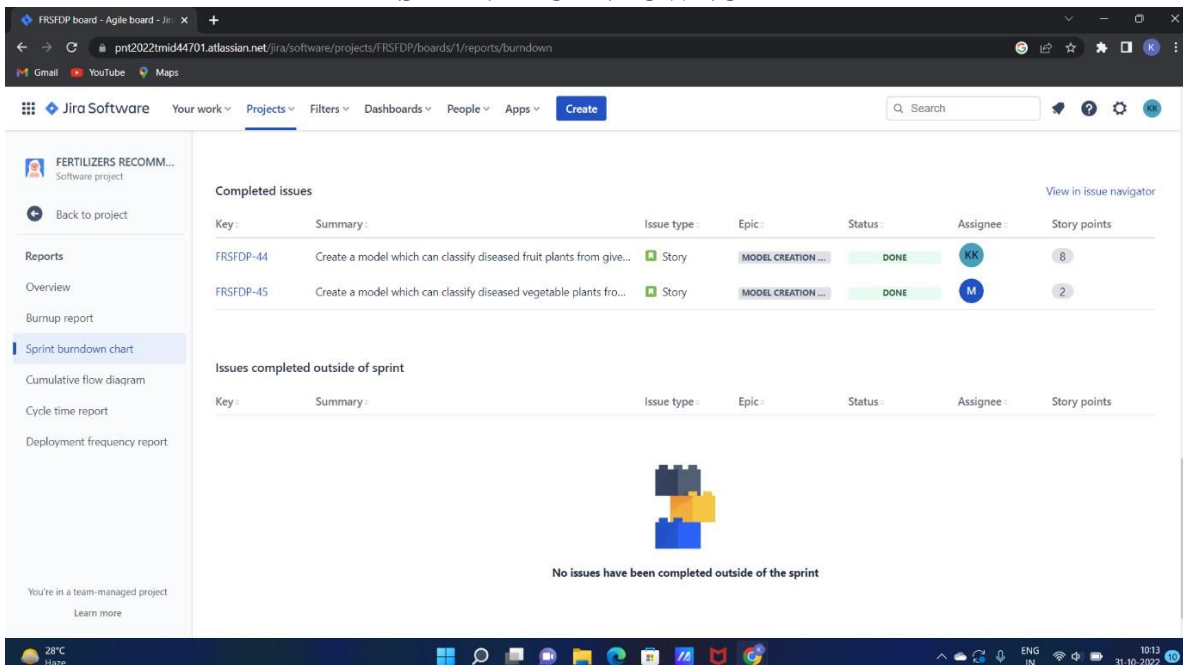 FRSFDP board - Agile board - Jir
pnt2022tmid44701.atlassian.net/jira/software/projects/FRSFDP/boards/1/reports/burndown
K
Gmail YouTube Maps
Jira Software Your work Projects Filters Dashboards People Apps Create Search KK
FERTILIZERS RECOMM...
Software project
Back to project
Reports
Overview
Burnup report
Sprint burndown chart
Cumulative flow diagram
Cycle time report
Deployment frequency report
You're in a team-managed project
Learn more
Completed issues View in issue navigator
Key Summary Issue type Epic Status Assignee Story points
FRSFDP-44 Create a model which can classify diseased fruit plants from give... Story MODEL CREATION ... DONE KK 8
FRSFDP-45 Create a model which can classify diseased vegetable plants fro... Story MODEL CREATION ... DONE M 2
Issues completed outside of sprint
Key Summary Issue type Epic Status Assignee Story points
No issues have been completed outside of the sprint
28°C
Haze
ENG
IN
10:13
31-10-2022
10